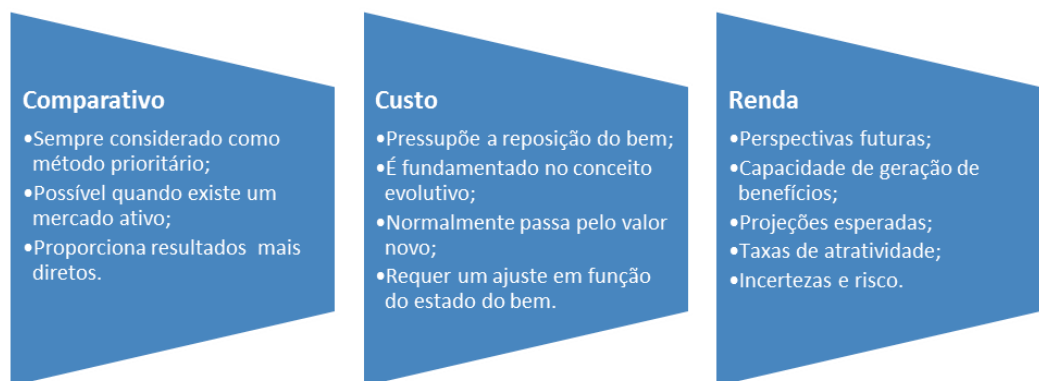 Comparativo
•Sempre considerado como
método prioritário;
•Possível quando existe um
mercado ativo;
•Proporciona resultados mais
diretos.
Custo
•Pressupõe a reposição do bem;
•É fundamentado no conceito
evolutivo;
•Normalmente passa pelo valor
novo;
•Requer um ajuste em função
do estado do bem.
Renda
•Perspectivas futuras;
•Capacidade de geração de
benefícios;
•Projeções esperadas;
•Taxas de atratividade;
•Incertezas e risco.